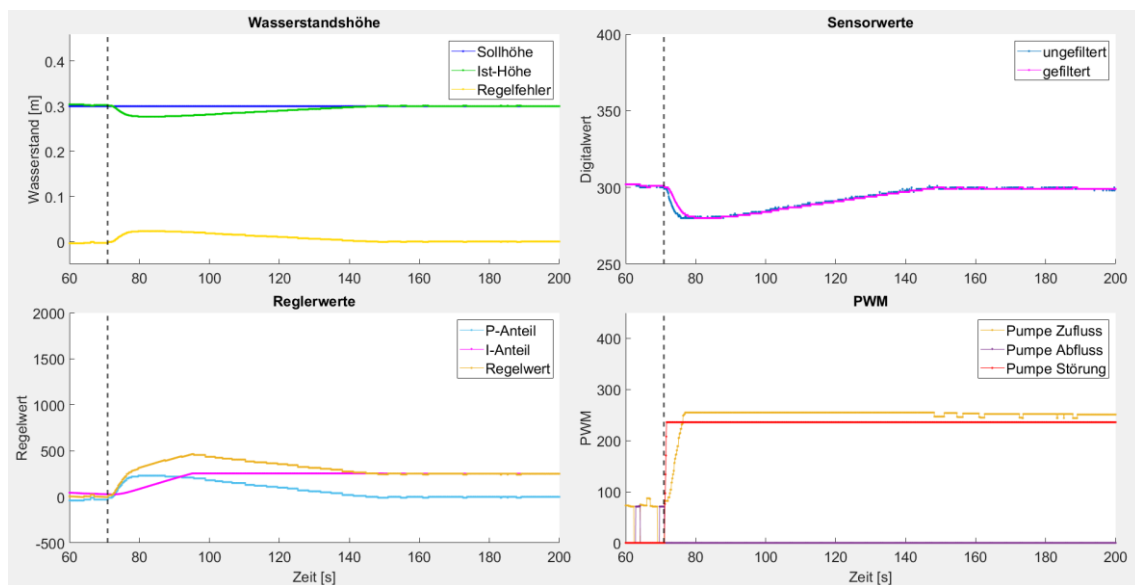 Wasserstandshöhe
Wasserstand [m]
0.4
0.3
0.2
0.1
0
60 80 100 120 140 160 180 200
Sollhöhe
Ist-Höhe
Regelfehler
Sensorwerte
Digitalwert
400
350
300
250
60 80 100 120 140 160 180 200
ungefiltert
gefiltert
Reglerwerte
Regelwert
2000
1500
1000
500
0
-500
60 80 100 120 140 160 180 200
Zeit [s]
P-Anteil
I-Anteil
Regelwert
PWM
PWM
400
300
200
100
0
60 80 100 120 140 160 180 200
Zeit [s]
Pumpe Zufluss
Pumpe Abfluss
Pumpe Störung